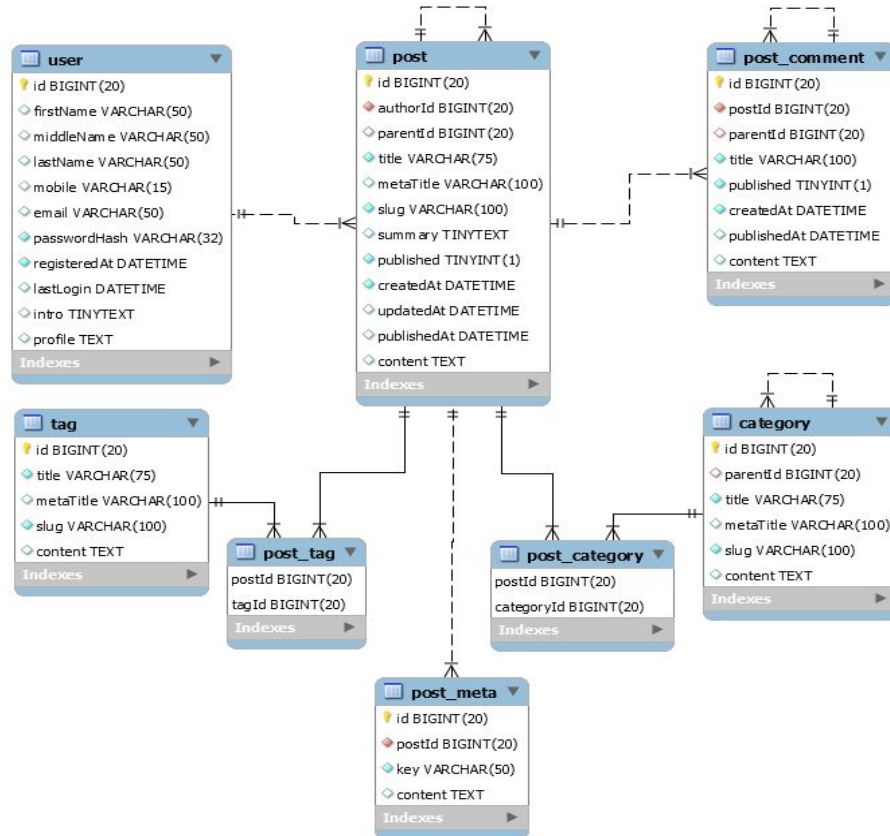 user
id BIGINT(20)
firstName VARCHAR(50)
middleName VARCHAR(50)
lastName VARCHAR(50)
mobile VARCHAR(15)
email VARCHAR(50)
passwordHash VARCHAR(32)
registeredAt DATETIME
lastLogin DATETIME
intro TINYTEXT
profile TEXT
Indexes
post
id BIGINT(20)
authorId BIGINT(20)
parentId BIGINT(20)
title VARCHAR(75)
metaTitle VARCHAR(100)
slug VARCHAR(100)
summary TINYTEXT
published TINYINT(1)
createdAt DATETIME
updatedAt DATETIME
publishedAt DATETIME
content TEXT
Indexes
post_comment
id BIGINT(20)
postId BIGINT(20)
parentId BIGINT(20)
title VARCHAR(100)
published TINYINT(1)
createdAt DATETIME
publishedAt DATETIME
content TEXT
Indexes
tag
id BIGINT(20)
title VARCHAR(75)
metaTitle VARCHAR(100)
slug VARCHAR(100)
content TEXT
Indexes
post_tag
postId BIGINT(20)
tagId BIGINT(20)
Indexes
post_category
postId BIGINT(20)
categoryId BIGINT(20)
Indexes
category
id BIGINT(20)
parentId BIGINT(20)
title VARCHAR(75)
metaTitle VARCHAR(100)
slug VARCHAR(100)
content TEXT
Indexes
post_meta
id BIGINT(20)
postId BIGINT(20)
key VARCHAR(50)
content TEXT
Indexes